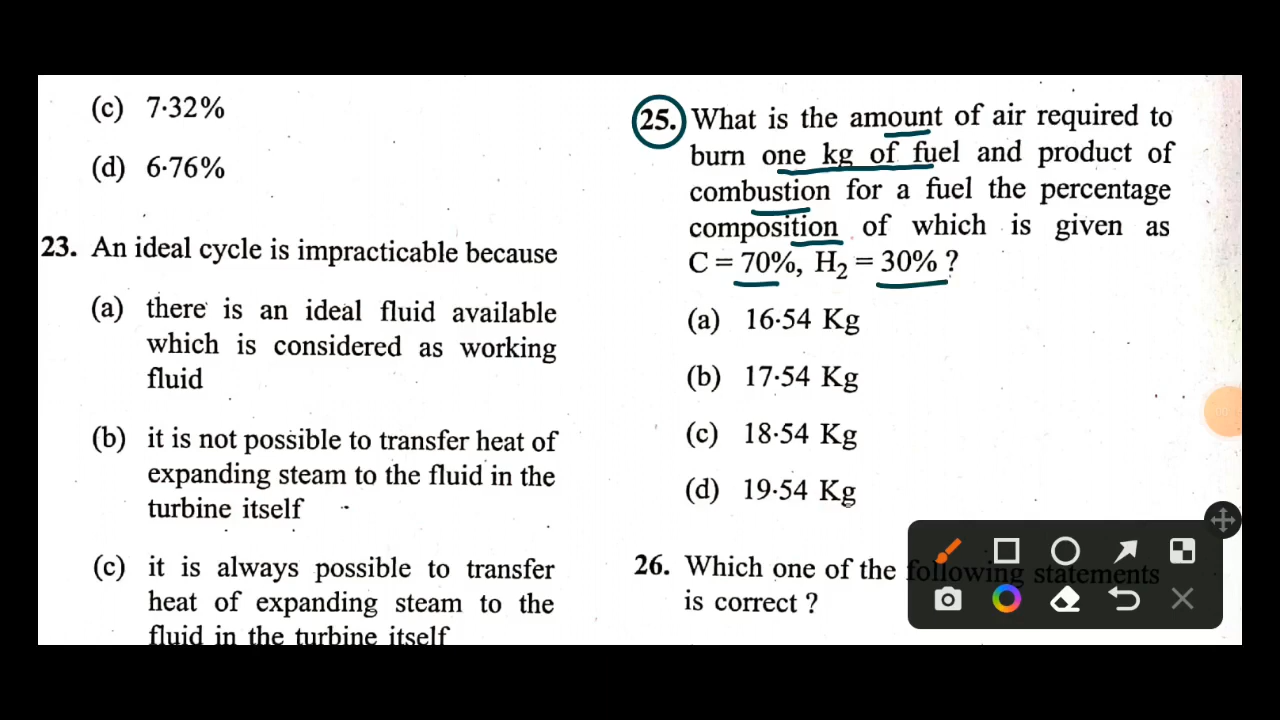 (c) 7·32%
(d) 6·76%
23. An ideal cycle is impracticable because
(a) there is an ideal fluid available
which is considered as working
fluid
(b) it is not possible to transfer heat of
expanding steam to the fluid in the
turbine itself
(c) it is always possible to transfer
heat of expanding steam to the
fluid in the turbine itself
25. What is the amount of air required to
burn one kg of fuel and product of
combustion for a fuel the percentage
composition of which is given as
C = 70%, H₂ = 30% ?
(a) 16·54 Kg
(b) 17·54 Kg
(c) 18·54 Kg
(d) 19·54 Kg
26. Which one of the following statements
is correct ?